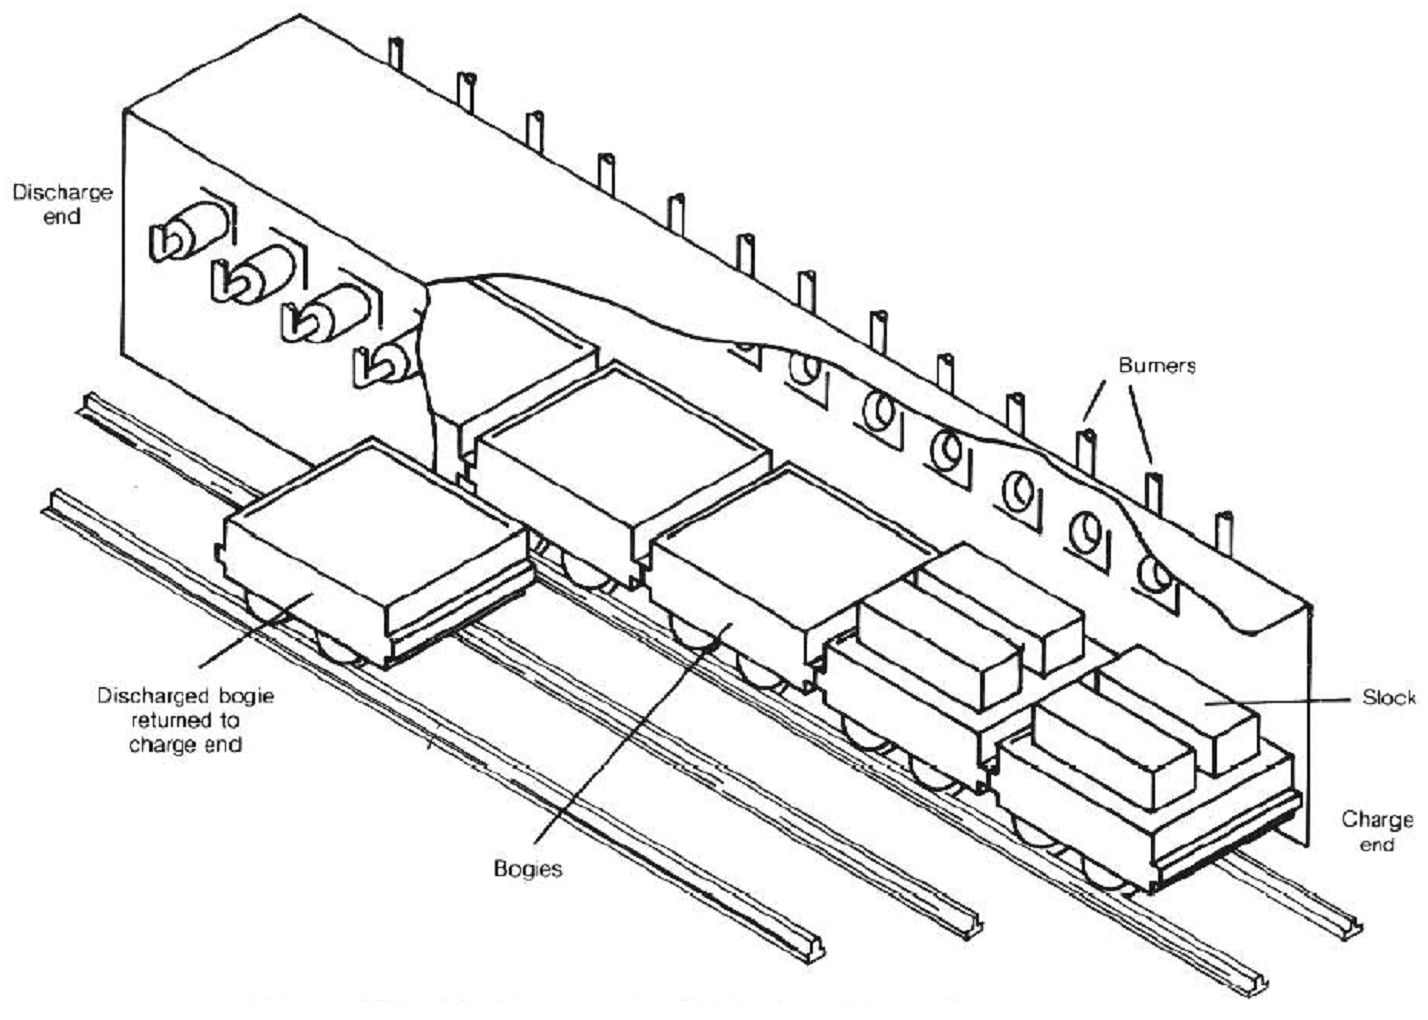 Discharge
end
Burners
Discharged bogie
returned to
charge end
Slock
Charge
end
Bogies